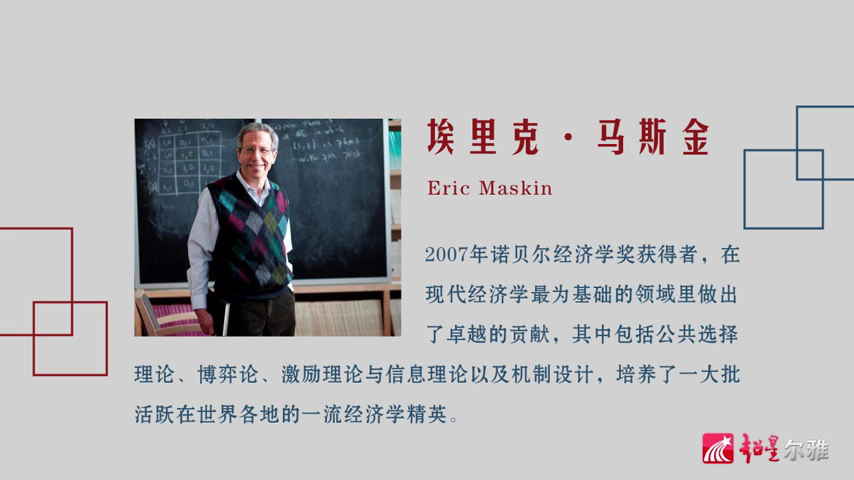 埃里克·马斯金
Eric Maskin
2007年诺贝尔经济学奖获得者，在
现代经济学最为基础的领域里做出
了卓越的贡献，其中包括公共选择
理论、博弈论、激励理论与信息理论以及机制设计，培养了一大批
活跃在世界各地的一流经济学精英。
超星尔雅